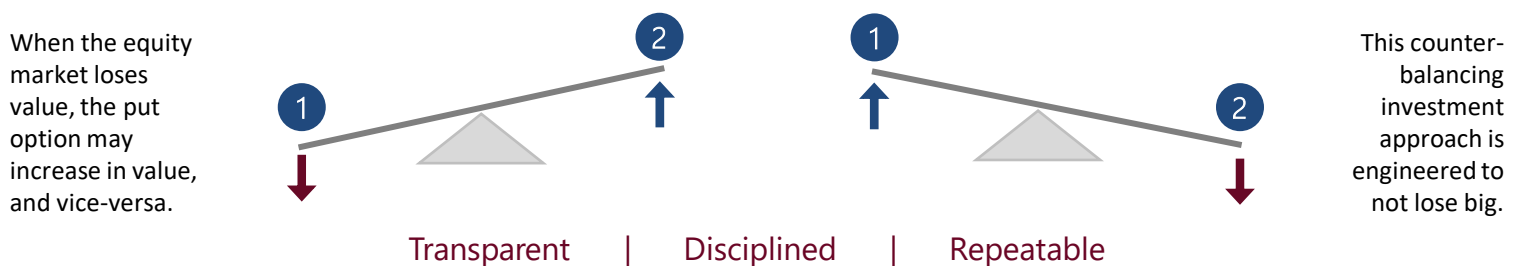 When the equity
market loses
value, the put
option may
increase in value,
and vice-versa.
1
2
1
2
This counter-
balancing
investment
approach is
engineered to
not lose big.
Transparent | Disciplined | Repeatable